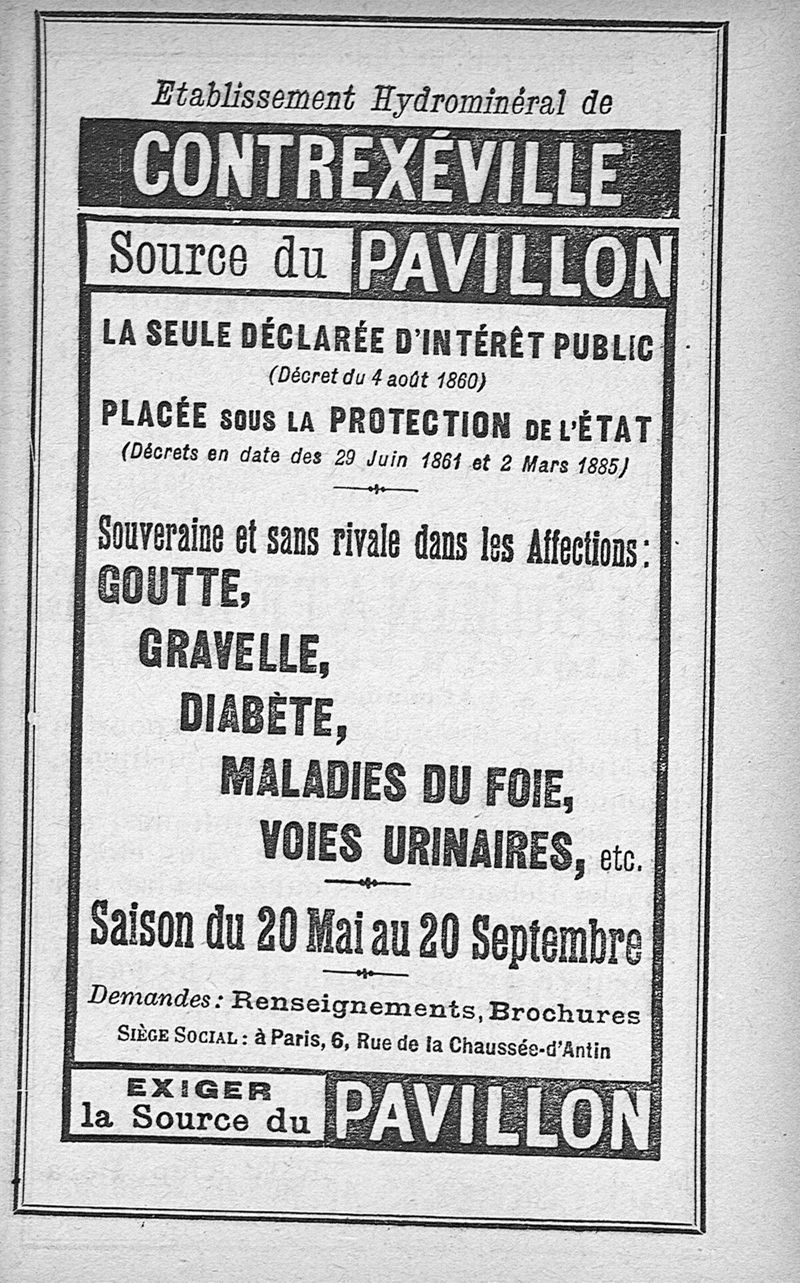 Etablissement Hydrominéral de
CONTREXÉVILLE
Source du PAVILLON
LA SEULE DÉCLARÉE D'INTÉRÊT PUBLIC
(Décret du 4 août 1860)
PLACÉE SOUS LA PROTECTION DE L'ÉTAT
(Décrets en date des 29 Juin 1861 et 2 Mars 1885)
Souveraine et sans rivale dans les Affections :
GOUTTE,
GRAVELLE,
DIABÈTE,
MALADIES DU FOIE,
VOIES URINAIRES, etc.
Saison du 20 Mai au 20 Septembre
Demandes : Renseignements, Brochures
SIÈGE SOCIAL : à Paris, 6, Rue de la Chaussée-d'Antin
EXIGER
la Source du PAVILLON